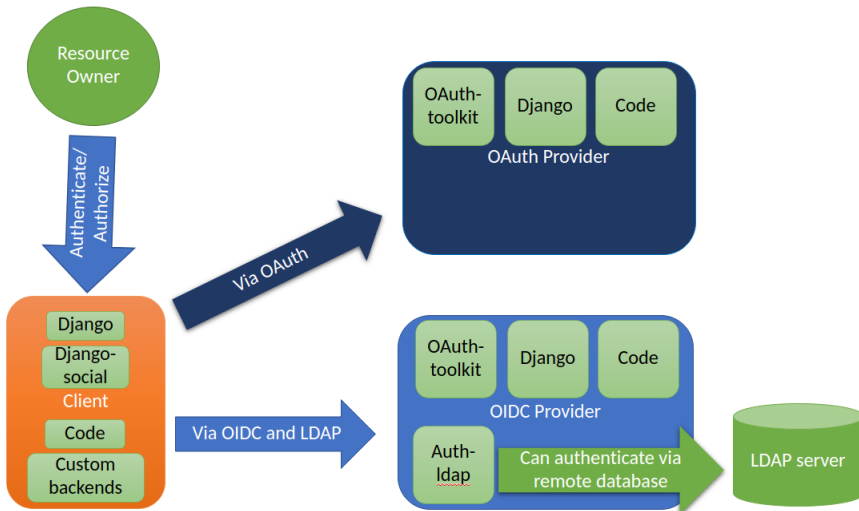 Resource
Owner
Authenticate/
Authorize
OAuth-
toolkit
Django
Code
OAuth Provider
Via OAuth
Django
Django-
social
Client
Code
Custom
backends
Via OIDC and LDAP
OAuth-
toolkit
Django
Code
OIDC Provider
Auth-
ldap
Can authenticate via
remote database
LDAP server